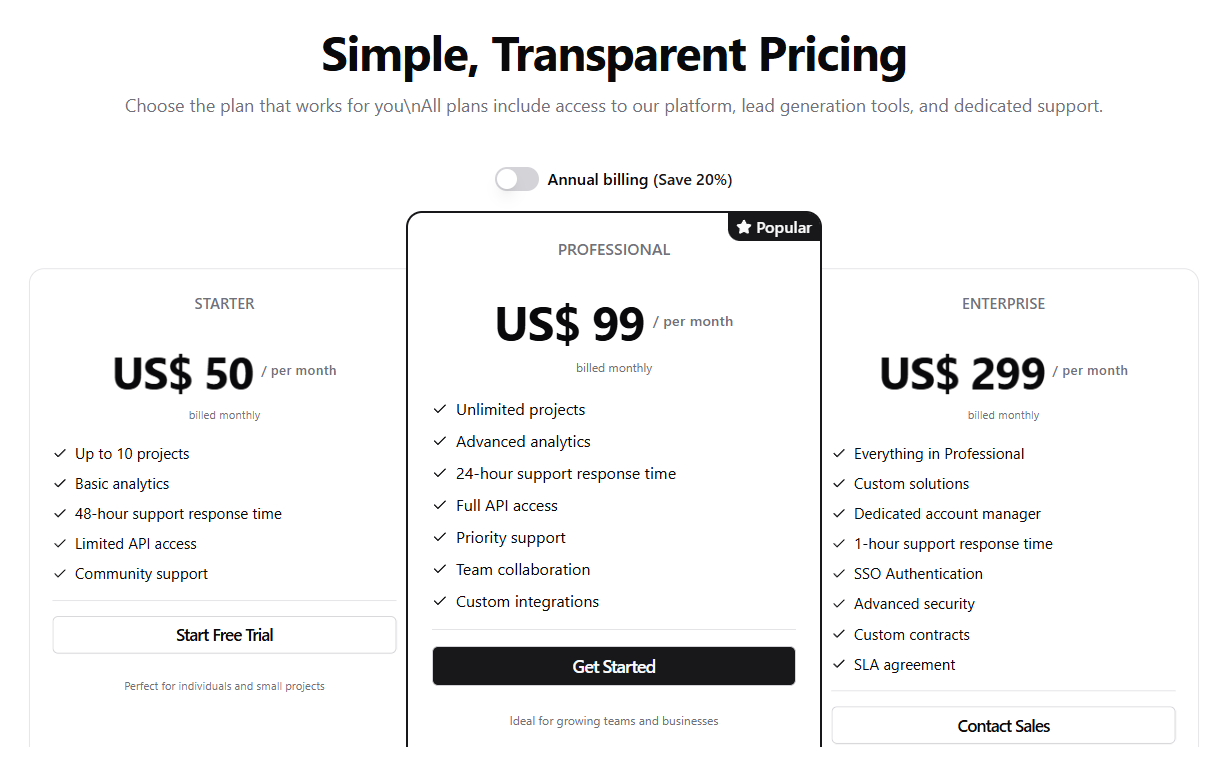 Simple, Transparent Pricing
Choose the plan that works for you\nAll plans include access to our platform, lead generation tools, and dedicated support.
Annual billing (Save 20%)
STARTER
US$ 50 / per month
billed monthly
Up to 10 projects
Basic analytics
48-hour support response time
Limited API access
Community support
Start Free Trial
Perfect for individuals and small projects
Popular
PROFESSIONAL
US$ 99 / per month
billed monthly
Unlimited projects
Advanced analytics
24-hour support response time
Full API access
Priority support
Team collaboration
Custom integrations
Get Started
Ideal for growing teams and businesses
ENTERPRISE
US$ 299 / per month
billed monthly
Everything in Professional
Custom solutions
Dedicated account manager
1-hour support response time
SSO Authentication
Advanced security
Custom contracts
SLA agreement
Contact Sales